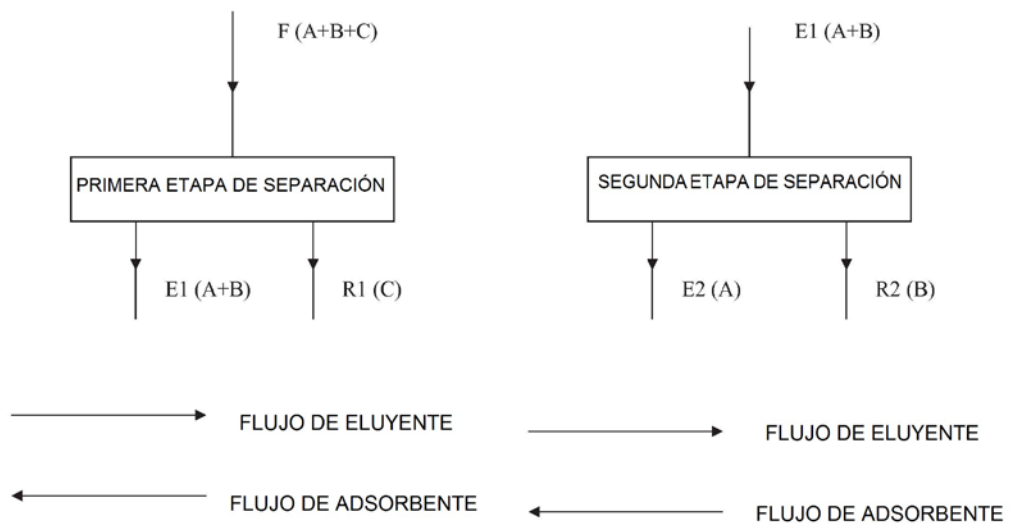 F (A+B+C)
PRIMERA ETAPA DE SEPARACIÓN
E1 (A+B)
R1 (C)
FLUJO DE ELUYENTE
FLUJO DE ADSORBENTE
E1 (A+B)
SEGUNDA ETAPA DE SEPARACIÓN
E2 (A)
R2 (B)
FLUJO DE ELUYENTE
FLUJO DE ADSORBENTE